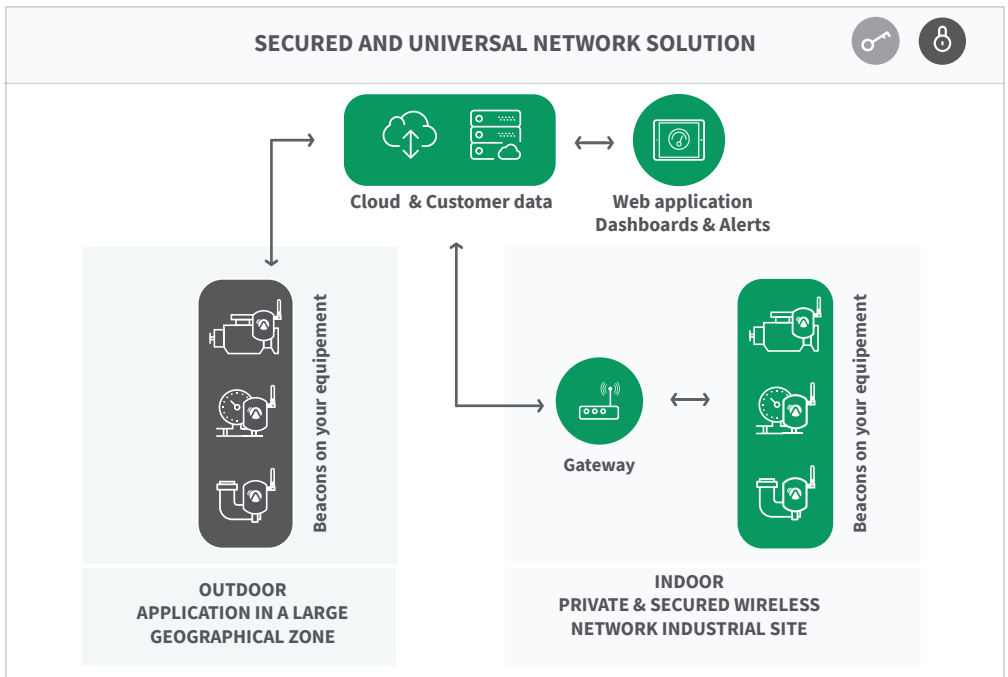 SECURED AND UNIVERSAL NETWORK SOLUTION
Cloud & Customer data
Web application
Dashboards & Alerts
Beacons on your equipement
Gateway
Beacons on your equipement
OUTDOOR
APPLICATION IN A LARGE
GEOGRAPHICAL ZONE
INDOOR
PRIVATE & SECURED WIRELESS
NETWORK INDUSTRIAL SITE